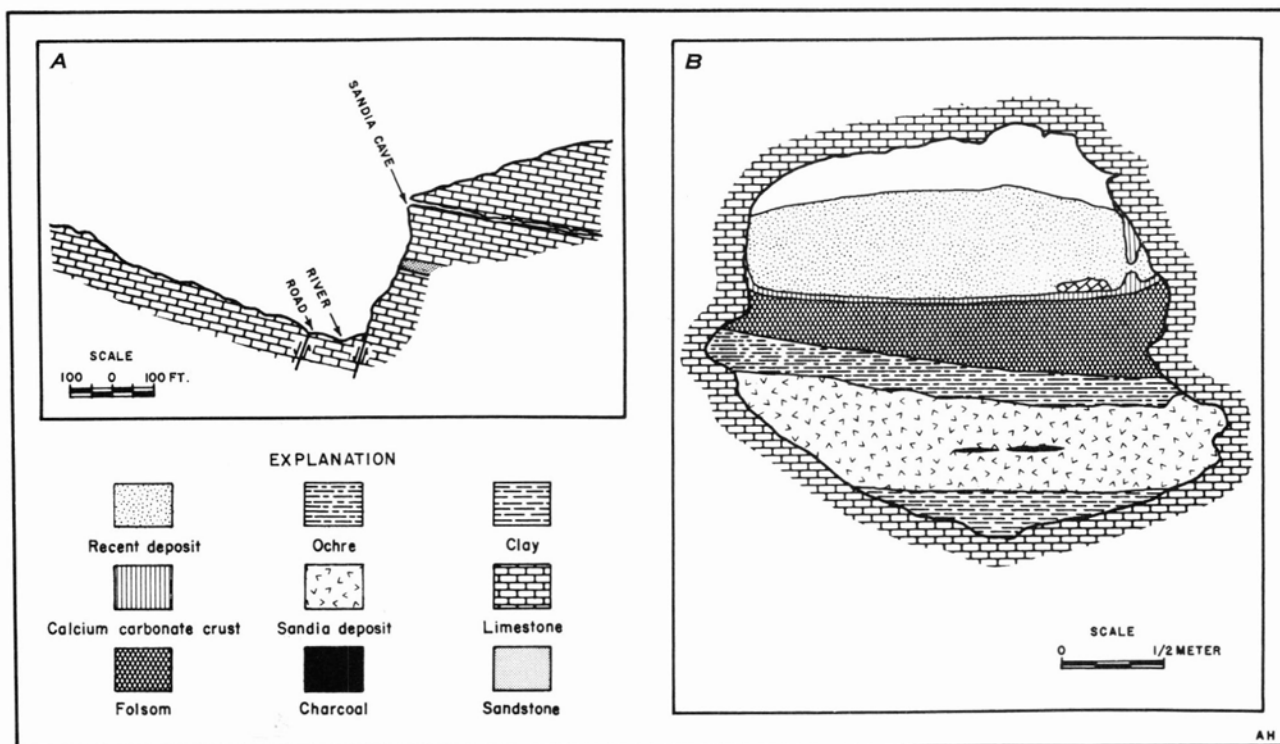 A
SANDIA CAVE
RIVER
ROAD
SCALE
100 0 100 FT.
B
SCALE
0 1/2 METER
EXPLANATION
Recent deposit
Ochre
Clay
Calcium carbonate crust
Sandia deposit
Limestone
Folsom
Charcoal
Sandstone
AH